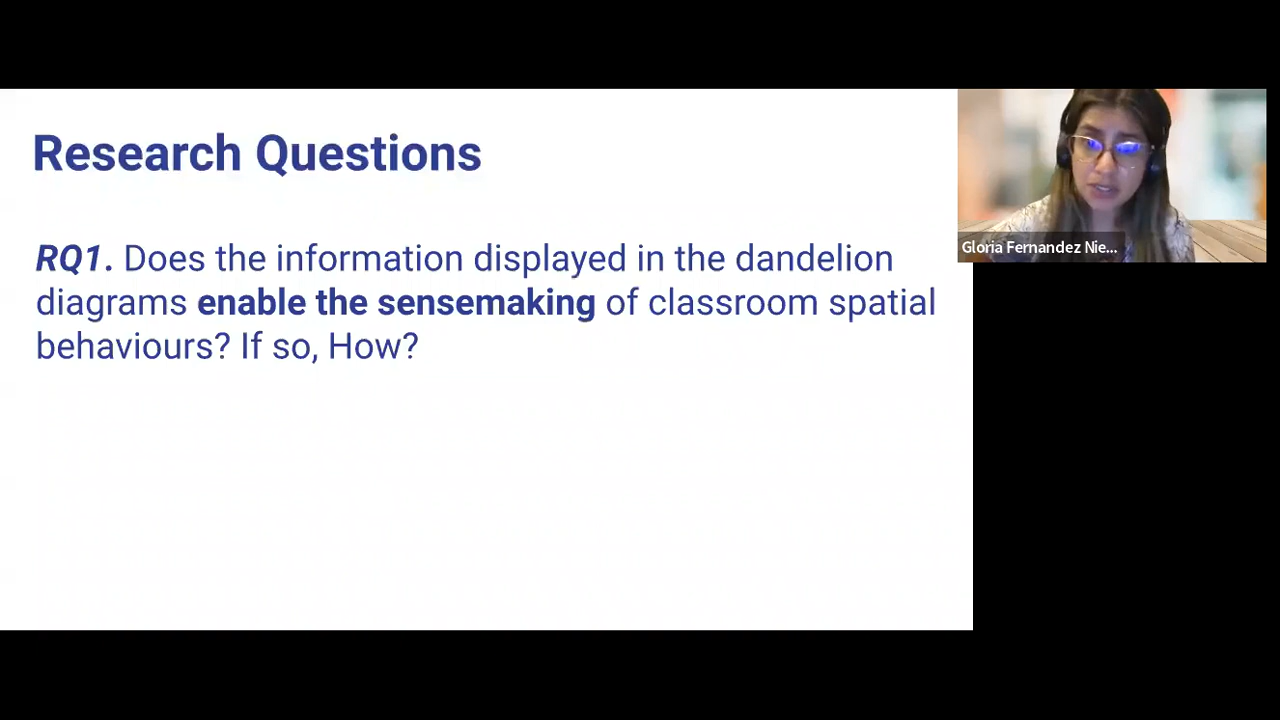 Research Questions
RQ1. Does the information displayed in the dandelion
diagrams enable the sensemaking of classroom spatial
behaviours? If so, How?
Gloria Fernandez Nie...